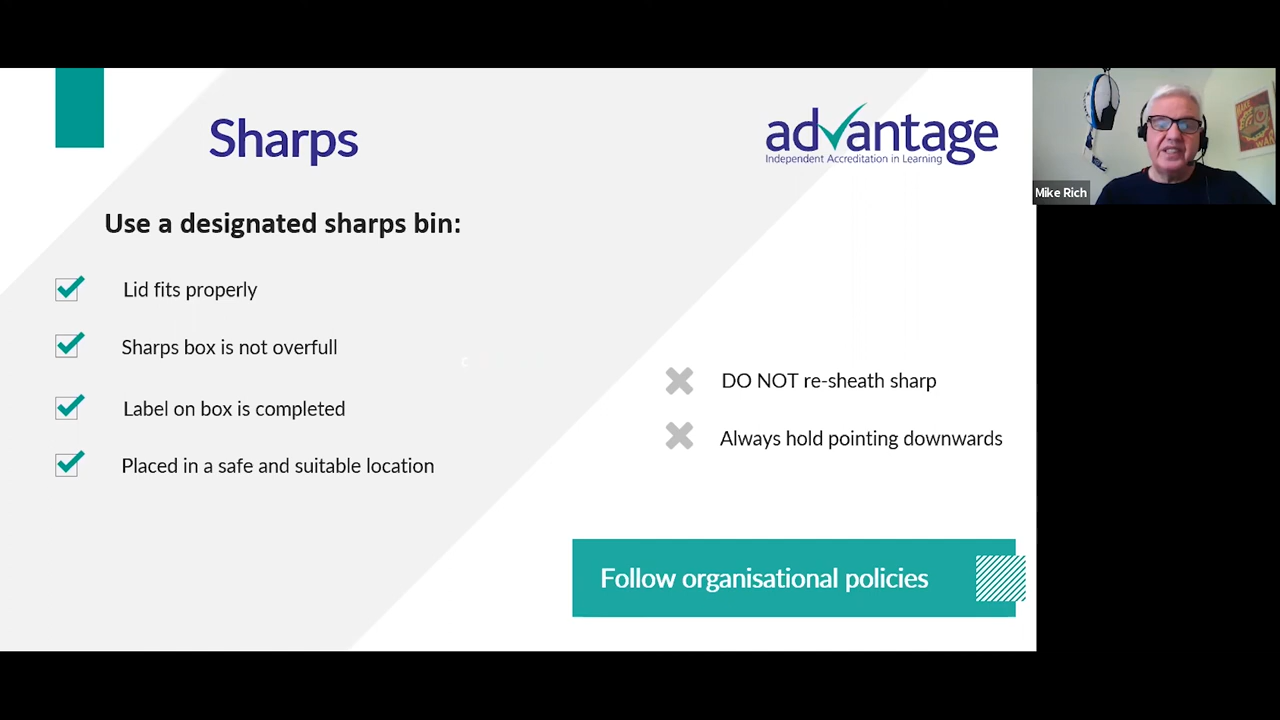 Sharps
advantage
Independent Accreditation in Learning
Mike Rich
Use a designated sharps bin:
Lid fits properly
Sharps box is not overfull
Label on box is completed
Placed in a safe and suitable location
DO NOT re-sheath sharp
Always hold pointing downwards
Follow organisational policies